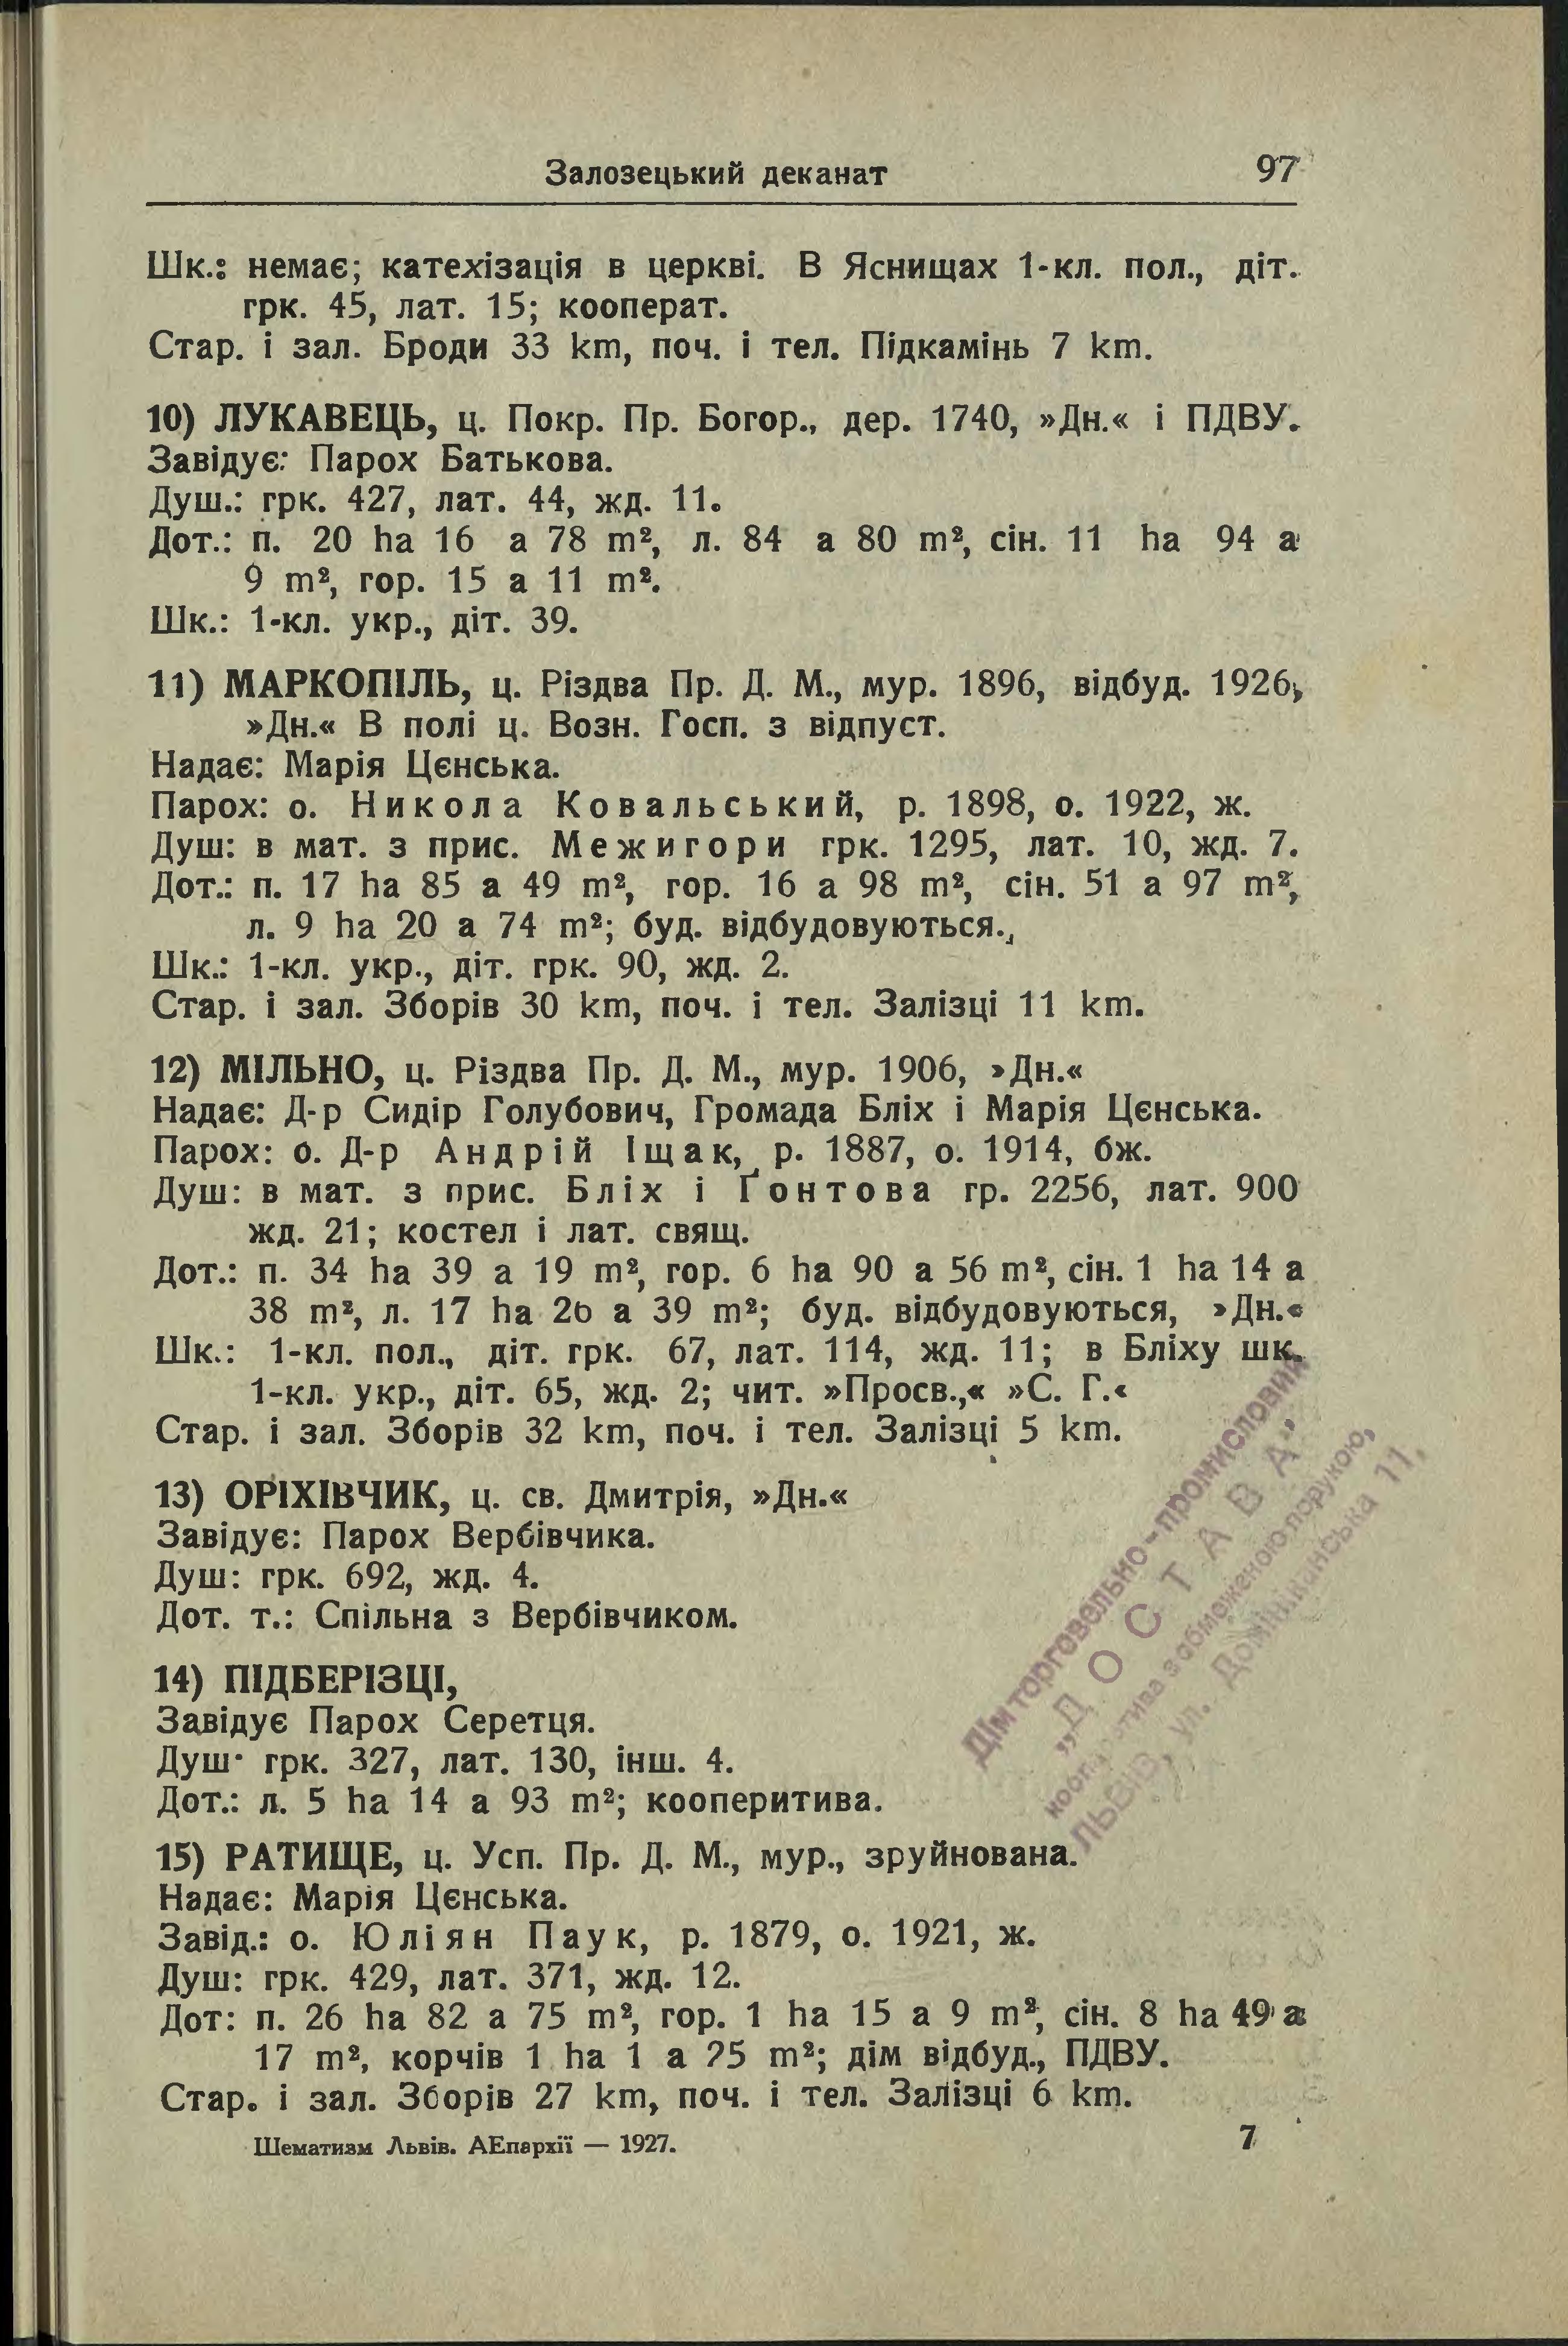 Залозецький деканат 97
Шк.: немає; катехізація в церкві. В Яснищах 1-кл. пол., діт.
грк. 45, лат. 15; кооперат.
Стар. і зал. Броди 33 km, поч. і тел. Підкамінь 7 km.
10) ЛУКАВЕЦЬ, ц. Покр. Пр. Богор., дер. 1740, »Дн.« і ПДВУ.
Завідує: Парох Батькова.
Душ.: грк. 427, лат. 44, жд. 11.
Дот.: п. 20 ha 16 a 78 m², л. 84 a 80 m², сін. 11 ha 94 a
9 m², гор. 15 a 11 m².
Шк.: 1-кл. укр., діт. 39.
11) МАРКОПІЛЬ, ц. Різдва Пр. Д. М., мур. 1896, відбуд. 1926,
»Дн.« В полі ц. Возн. Госп. з відпуст.
Надає: Марія Цєнська.
Парох: о. Никола Ковальський, р. 1898, о. 1922, ж.
Душ: в мат. з прис. Межигори грк. 1295, лат. 10, жд. 7.
Дот.: п. 17 ha 85 a 49 m², гор. 16 a 98 m², сін. 51 a 97 m²,
л. 9 ha 20 a 74 m²; буд. відбудовуються.
Шк.: 1-кл. укр., діт. грк. 90, жд. 2.
Стар. і зал. Зборів 30 km, поч. і тел. Залізці 11 km.
12) МІЛЬНО, ц. Різдва Пр. Д. М., мур. 1906, »Дн.«
Надає: Д-р Сидір Голубович, Громада Бліх і Марія Цєнська.
Парох: о. Д-р Андрій Іщак, р. 1887, о. 1914, бж.
Душ: в мат. з прис. Бліх і Ґонтова гр. 2256, лат. 900
жд. 21; костел і лат. свящ.
Дот.: п. 34 ha 39 a 19 m², гор. 6 ha 90 a 56 m², сін. 1 ha 14 a
38 m², л. 17 ha 26 a 39 m²; буд. відбудовуються, »Дн.«
Шк.: 1-кл. пол., діт. грк. 67, лат. 114, жд. 11; в Бліху шк.
1-кл. укр., діт. 65, жд. 2; чит. »Просв.,« »С. Г.«
Стар. і зал. Зборів 32 km, поч. і тел. Залізці 5 km.
13) ОРІХІВЧИК, ц. св. Дмитрія, »Дн.«
Завідує: Парох Вербівчика.
Душ: грк. 692, жд. 4.
Дот. т.: Спільна з Вербівчиком.
Дім торговельно-промисловий
„ДОСТАВА”
кооператива з обмеженою порукою,
ЛЬВІВ, ул. Домініканська 11,
14) ПІДБЕРІЗЦІ,
Завідує Парох Серетця.
Душ· грк. 327, лат. 130, інш. 4.
Дот.: л. 5 ha 14 a 93 m²; кооперитива.
15) РАТИЩЕ, ц. Усп. Пр. Д. М., мур., зруйнована.
Надає: Марія Цєнська.
Завід.: о. Юліян Паук, р. 1879, о. 1921, ж.
Душ: грк. 429, лат. 371, жд. 12.
Дот: п. 26 ha 82 a 75 m², гор. 1 ha 15 a 9 m², сін. 8 ha 49 a
17 m², корчів 1 ha 1 a 25 m²; дім відбуд., ПДВУ.
Стар. і зал. Зборів 27 km, поч. і тел. Залізці 6 km.
Шематизм Львів. АЕпархії — 1927. 7